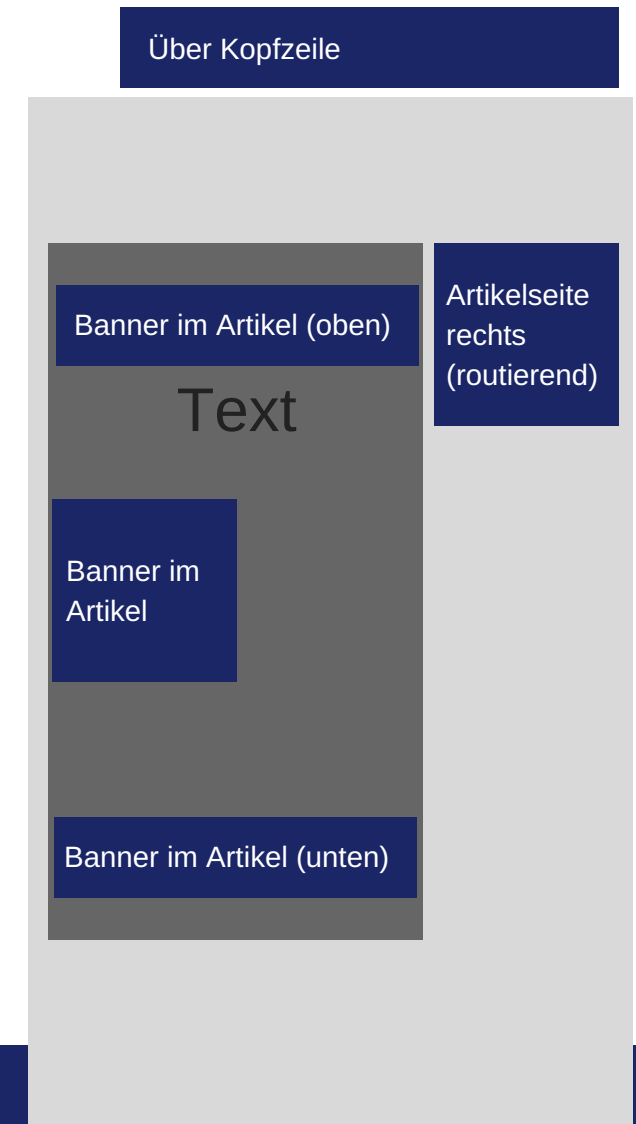 Über Kopfzeile
Banner im Artikel (oben)
Artikelseite
rechts
(routierend)
Text
Banner im
Artikel
Banner im Artikel (unten)